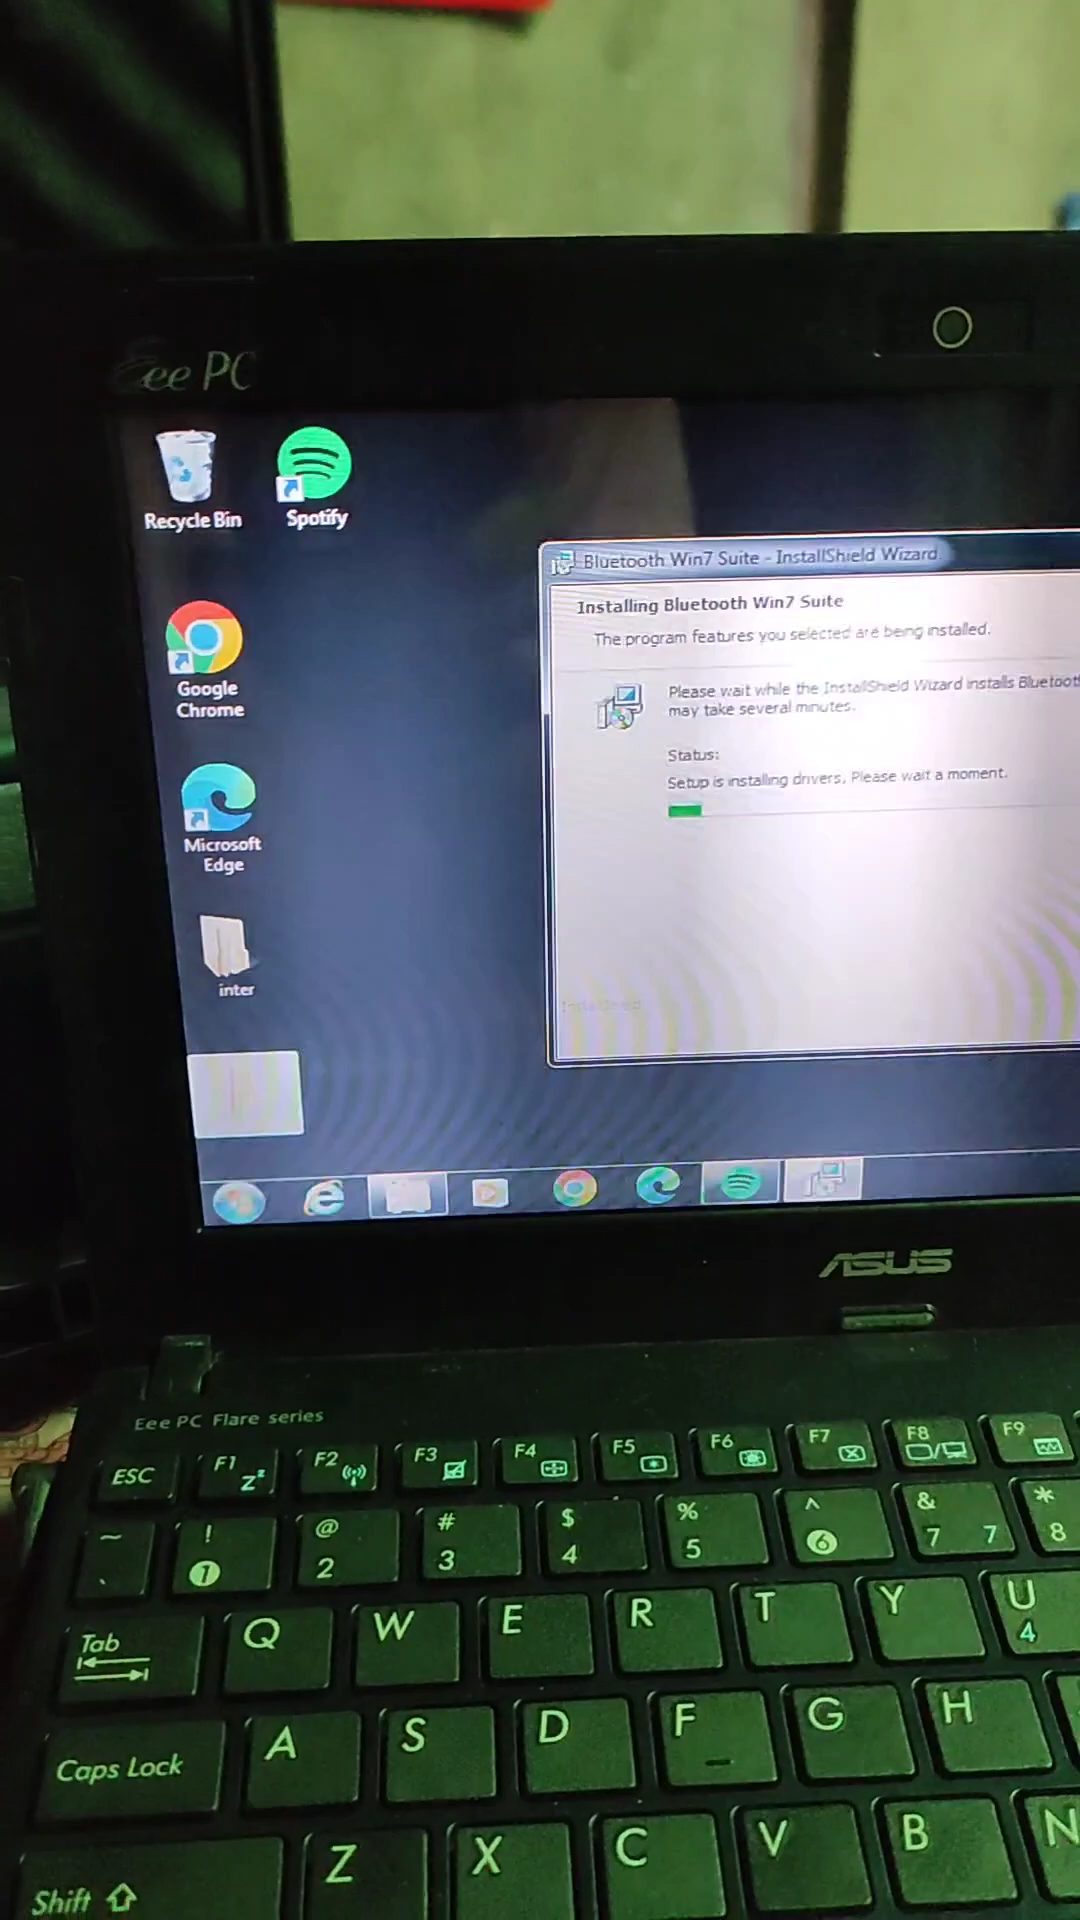 Eee PC
Recycle Bin
Spotify
Google
Chrome
Microsoft
Edge
inter
Bluetooth Win7 Suite - InstallShield Wizard
Installing Bluetooth Win7 Suite
The program features you selected are being installed.
Please wait while the InstallShield Wizard installs Bluetooth
may take several minutes.
Status:
Setup is installing drivers, Please wait a moment.
InstallShield
ASUS
Eee PC Flare series
ESC F1 Zz F2 F3 F4 F5 F6 F7 F8 F9
~ ` ! 1 @ 2 # 3 $ 4 % 5 ^ 6 & 7 7 * 8
Tab Q W E R T Y U 4
Caps Lock A S D F G H
Shift Z X C V B N